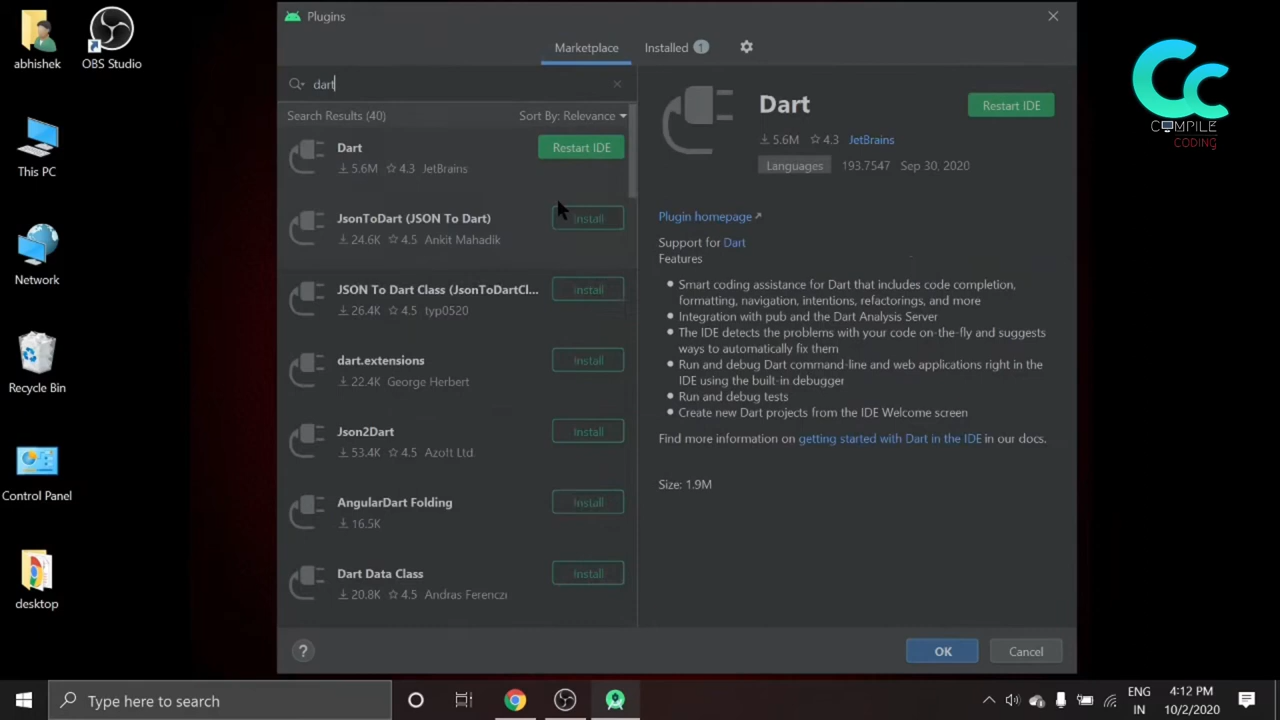 abhishek
OBS Studio
This PC
Network
Recycle Bin
Control Panel
desktop
Plugins
Marketplace
Installed 1
dart
Search Results (40)
Sort By: Relevance
Dart
Restart IDE
5.6M 4.3 JetBrains
JsonToDart (JSON To Dart)
Install
24.6K 4.5 Ankit Mahadik
JSON To Dart Class (JsonToDartCl...
Install
26.4K 4.5 typ0520
dart.extensions
Install
22.4K George Herbert
Json2Dart
Install
53.4K 4.5 Azoft Ltd.
AngularDart Folding
Install
16.5K
Dart Data Class
Install
20.8K 4.5 Andras Ferenczi
Dart
Restart IDE
5.6M 4.3 JetBrains
Languages 193.7547 Sep 30, 2020
Plugin homepage ↗
Support for Dart
Features
• Smart coding assistance for Dart that includes code completion,
formatting, navigation, intentions, refactorings, and more
• Integration with pub and the Dart Analysis Server
• The IDE detects the problems with your code on-the-fly and suggests
ways to automatically fix them
• Run and debug Dart command-line and web applications right in the
IDE using the built-in debugger
• Run and debug tests
• Create new Dart projects from the IDE Welcome screen
Find more information on getting started with Dart in the IDE in our docs.
Size: 1.9M
?
OK
Cancel
COMPILE
CODING
Type here to search
ENG
IN
4:12 PM
10/2/2020